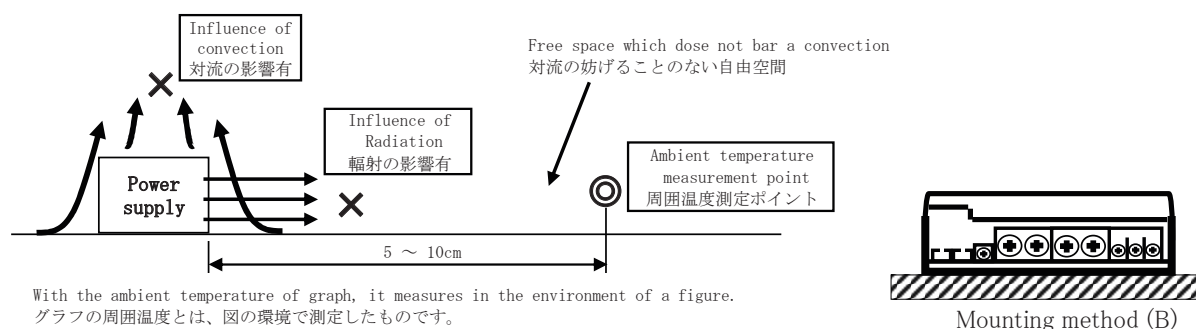 Influence of
convection
対流の影響有
Free space which dose not bar a convection
対流の妨げることのない自由空間
Influence of
Radiation
輻射の影響有
Ambient temperature
measurement point
周囲温度測定ポイント
Power
supply
5 ～ 10cm
With the ambient temperature of graph, it measures in the environment of a figure.
グラフの周囲温度とは、図の環境で測定したものです。
Mounting method (B)